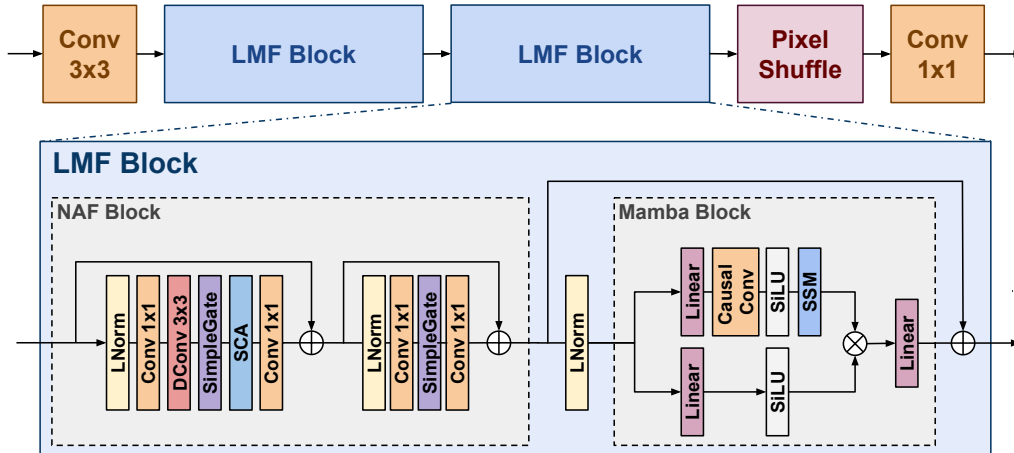 Conv
3x3
LMF Block
LMF Block
Pixel
Shuffle
Conv
1x1
LMF Block
NAF Block
LNorm
Conv 1x1
DConv 3x3
SimpleGate
SCA
Conv 1x1
LNorm
Conv 1x1
SimpleGate
Conv 1x1
LNorm
Mamba Block
Linear
Causal
Conv
SiLU
SSM
Linear
SiLU
Linear